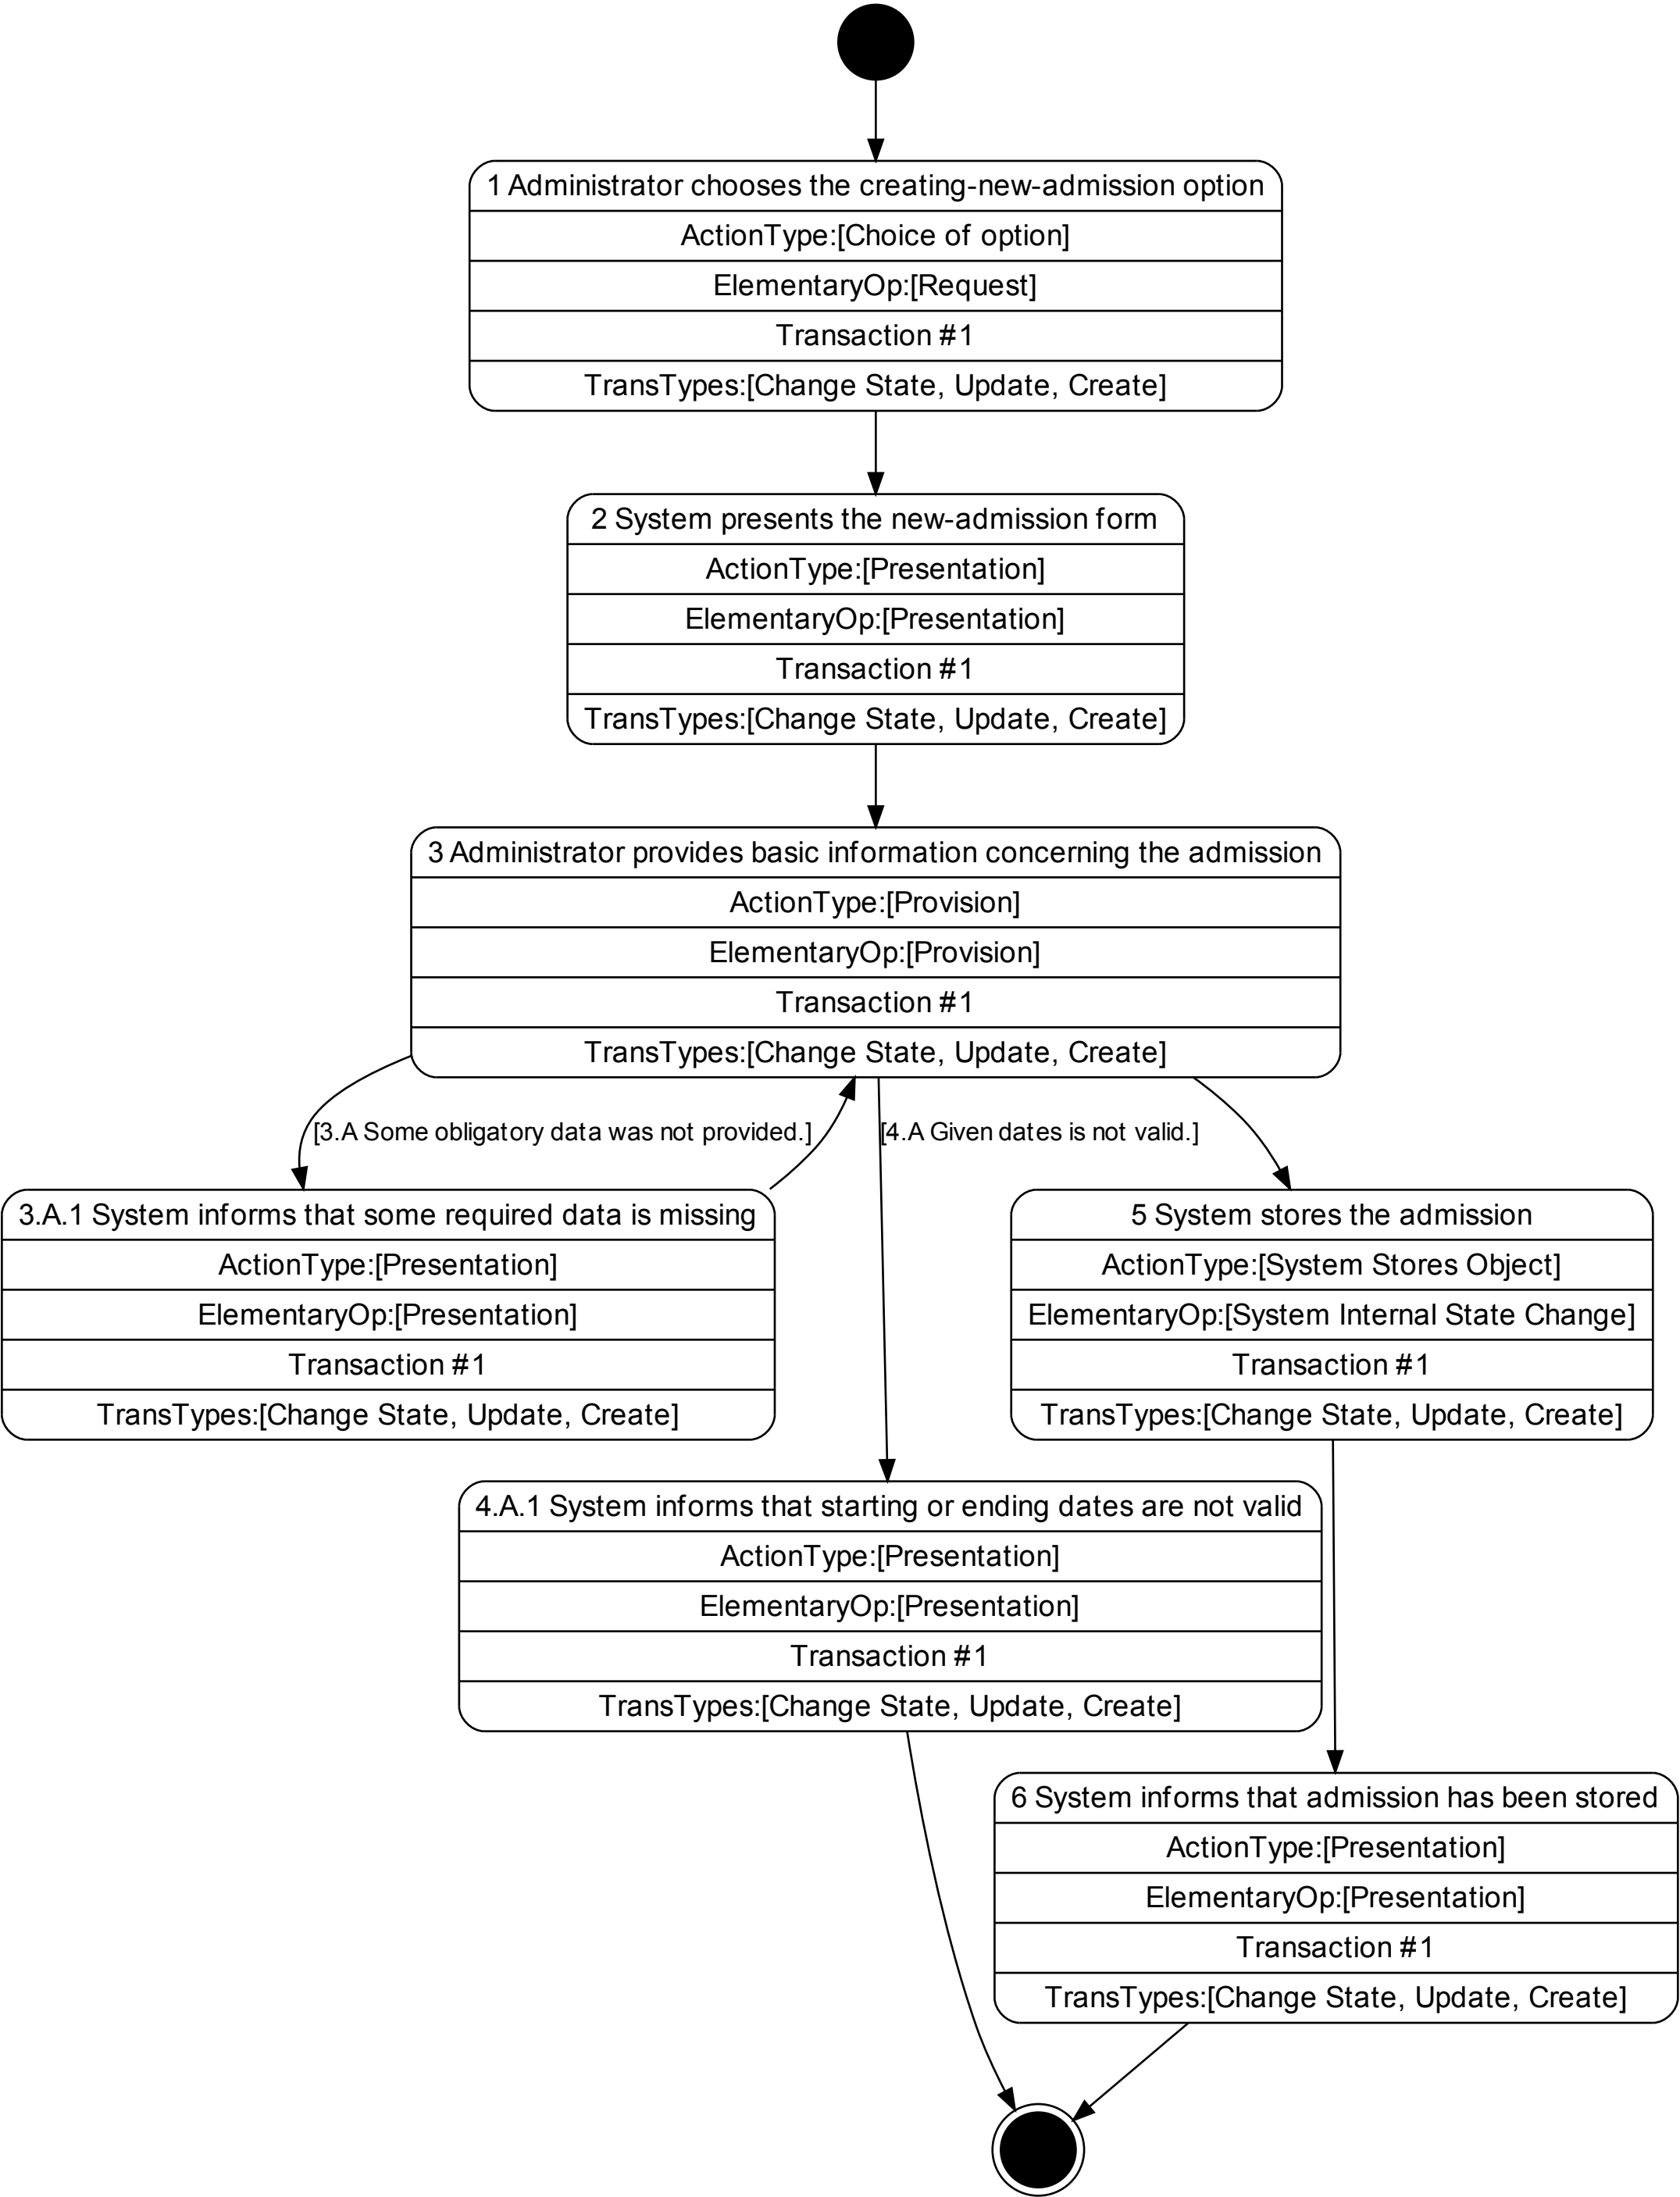 1 Administrator chooses the creating-new-admission option
ActionType:[Choice of option]
ElementaryOp:[Request]
Transaction #1
TransTypes:[Change State, Update, Create]
2 System presents the new-admission form
ActionType:[Presentation]
ElementaryOp:[Presentation]
Transaction #1
TransTypes:[Change State, Update, Create]
3 Administrator provides basic information concerning the admission
ActionType:[Provision]
ElementaryOp:[Provision]
Transaction #1
TransTypes:[Change State, Update, Create]
[3.A Some obligatory data was not provided.]
[4.A Given dates is not valid.]
3.A.1 System informs that some required data is missing
ActionType:[Presentation]
ElementaryOp:[Presentation]
Transaction #1
TransTypes:[Change State, Update, Create]
5 System stores the admission
ActionType:[System Stores Object]
ElementaryOp:[System Internal State Change]
Transaction #1
TransTypes:[Change State, Update, Create]
4.A.1 System informs that starting or ending dates are not valid
ActionType:[Presentation]
ElementaryOp:[Presentation]
Transaction #1
TransTypes:[Change State, Update, Create]
6 System informs that admission has been stored
ActionType:[Presentation]
ElementaryOp:[Presentation]
Transaction #1
TransTypes:[Change State, Update, Create]